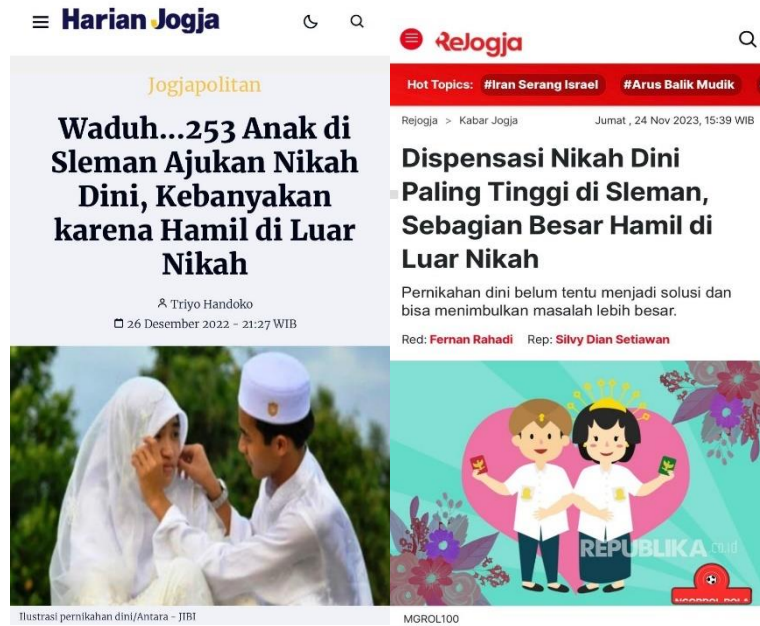 Harian Jogja
Jogjapolitan
Waduh...253 Anak di
Sleman Ajukan Nikah
Dini, Kebanyakan
karena Hamil di Luar
Nikah
Triyo Handoko
26 Desember 2022 - 21:27 WIB
Ilustrasi pernikahan dini/Antara - JIBI
ReJogja
Hot Topics: #Iran Serang Israel #Arus Balik Mudik
Rejogja > Kabar Jogja Jumat , 24 Nov 2023, 15:39 WIB
Dispensasi Nikah Dini
Paling Tinggi di Sleman,
Sebagian Besar Hamil di
Luar Nikah
Pernikahan dini belum tentu menjadi solusi dan
bisa menimbulkan masalah lebih besar.
Red: Fernan Rahadi Rep: Silvy Dian Setiawan
REPUBLIKA.co.id
MGROL100